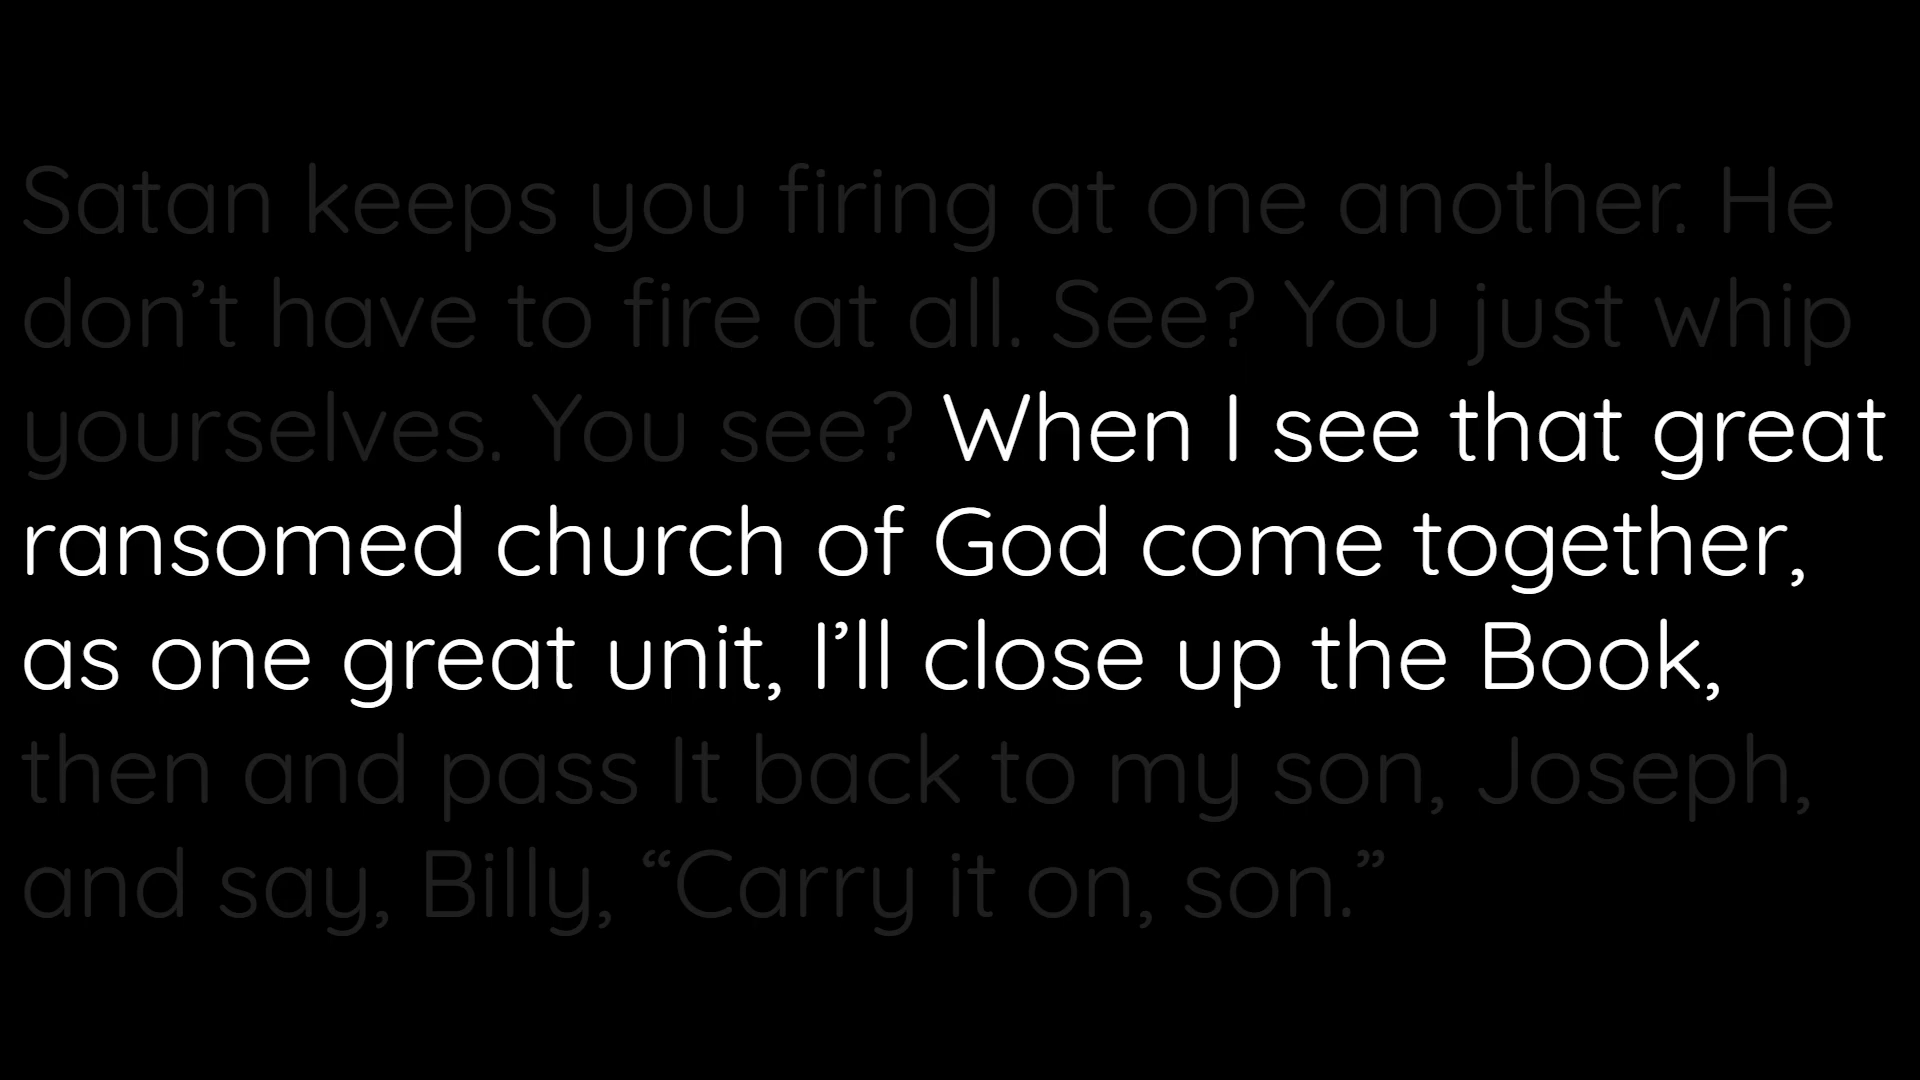 Satan keeps you firing at one another. He
don’t have to fire at all. See? You just whip
yourselves. You see? When I see that great
ransomed church of God come together,
as one great unit, I’ll close up the Book,
then and pass It back to my son, Joseph,
and say, Billy, “Carry it on, son.”